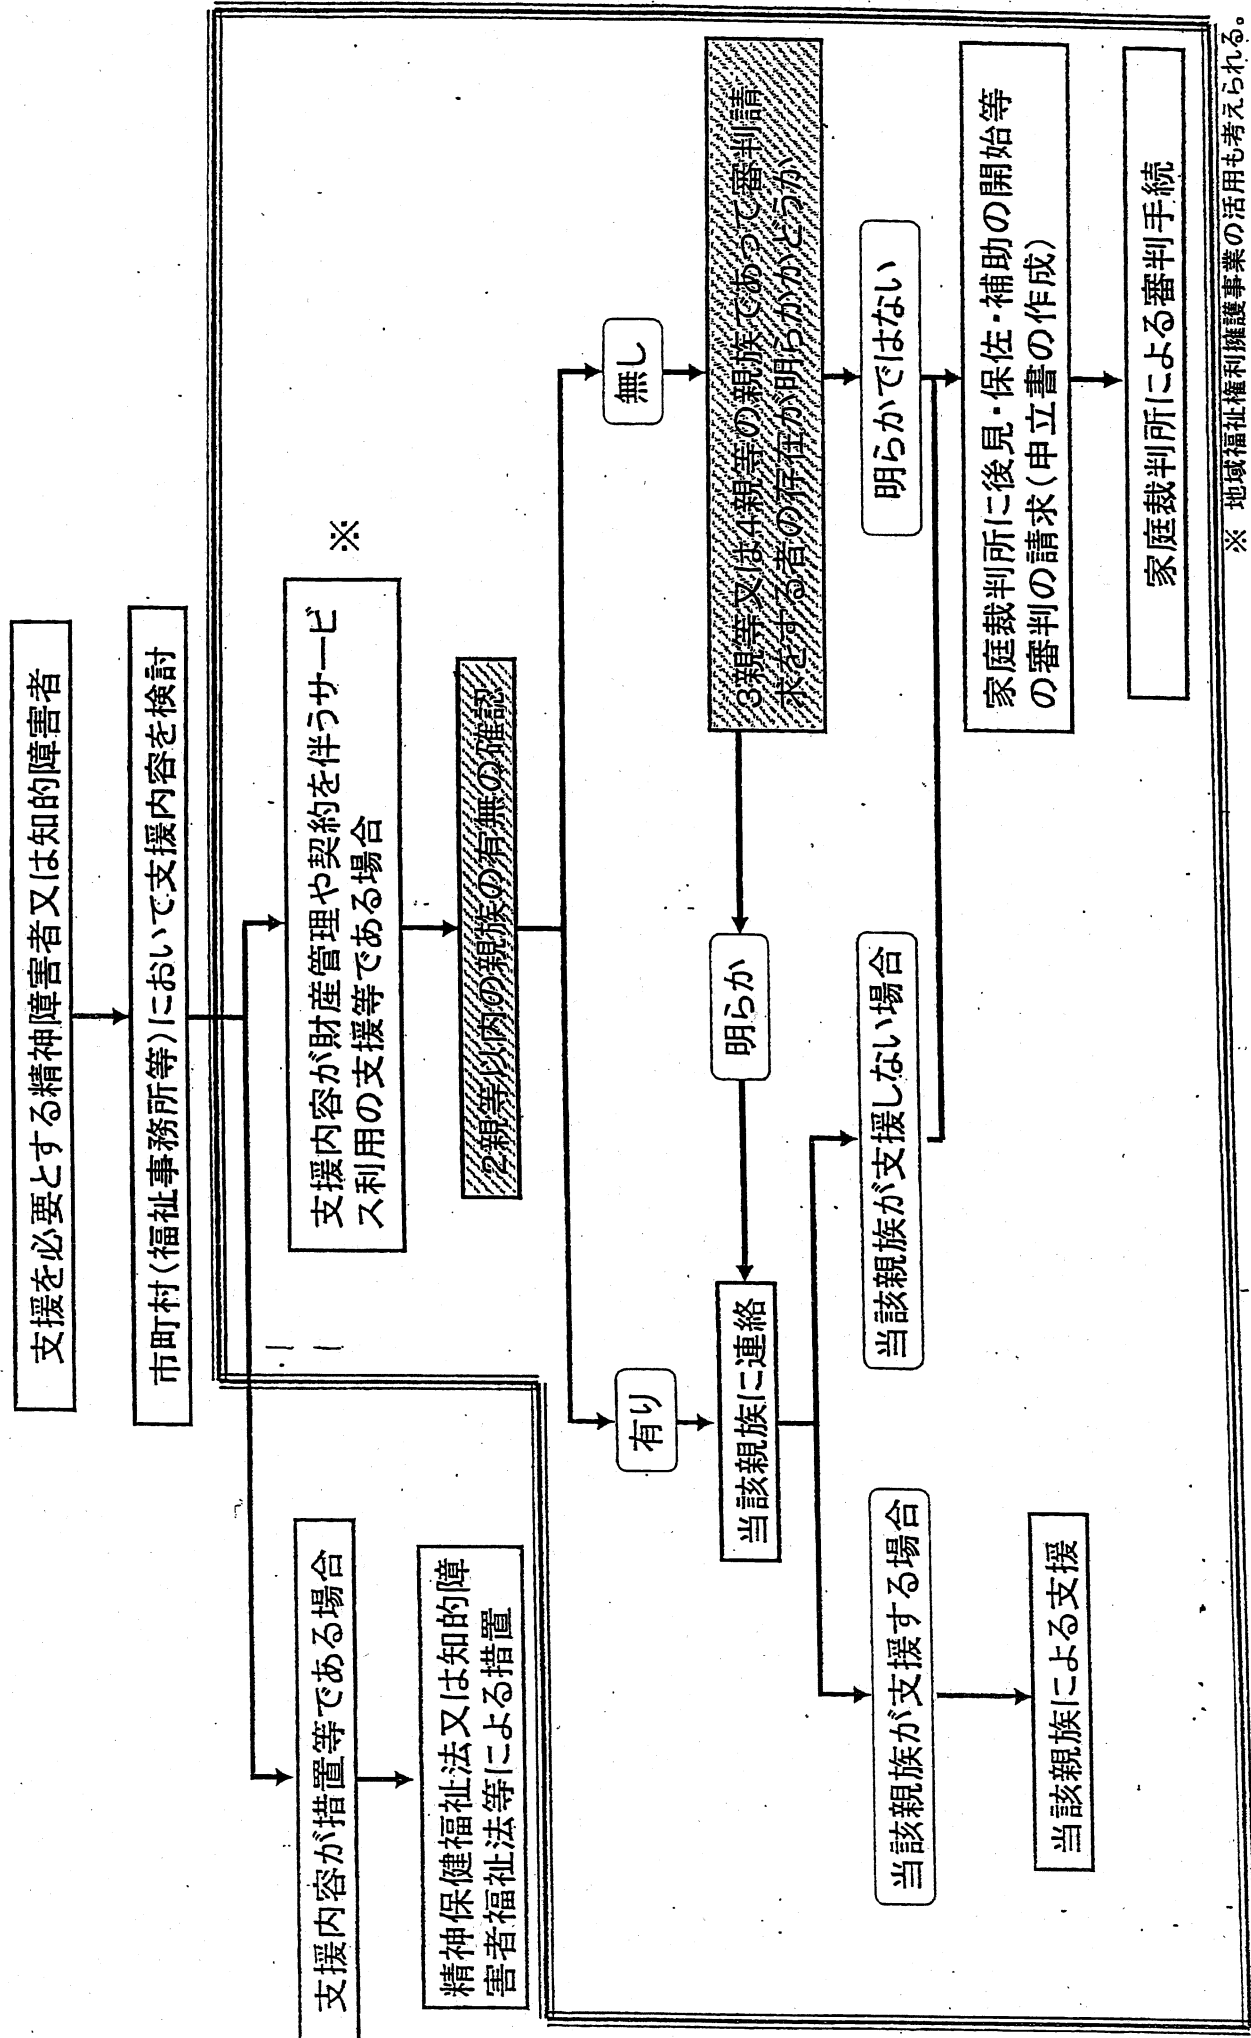 支援を必要とする精神障害者又は知的障害者
市町村(福祉事務所等)において支援内容を検討
支援内容が措置等である場合
精神保健福祉法又は知的障
害者福祉法等による措置
支援内容が財産管理や契約を伴うサービ
ス利用の支援等である場合
※
2親等以内の親族の有無の確認
有り
無し
当該親族に連絡
明らか
3親等又は4親等の親族であって審判請
求をする者の存在が明らかかどうか
当該親族が支援する場合
当該親族が支援しない場合
明らかではない
当該親族による支援
家庭裁判所に後見・保佐・補助の開始等
の審判の請求(申立書の作成)
家庭裁判所による審判手続
※ 地域福祉権利擁護事業の活用も考えられる。